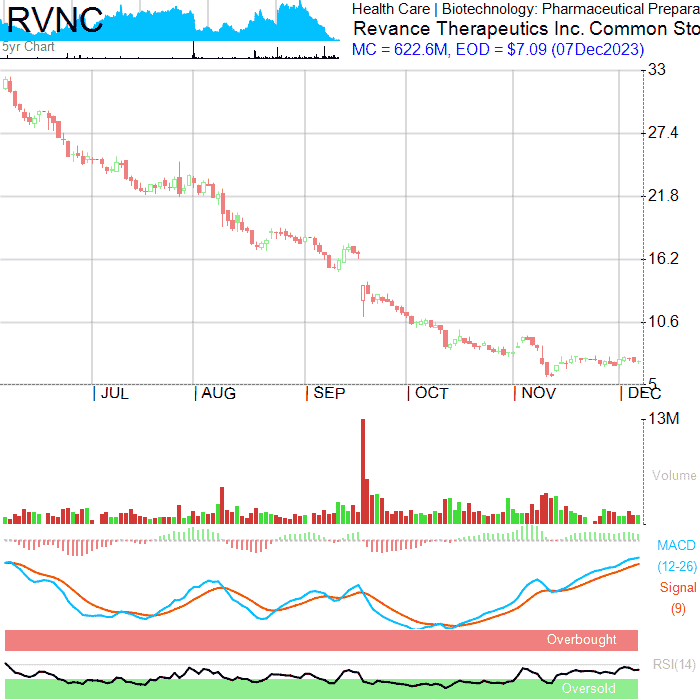 RVNC
5yr Chart
Health Care | Biotechnology: Pharmaceutical Prepara
Revance Therapeutics Inc. Common Sto
MC = 622.6M, EOD = $7.09 (07Dec2023)
33
27.4
21.8
16.2
10.6
5
JUL AUG SEP OCT NOV DEC
13M
Volume
MACD
(12-26)
Signal
(9)
Overbought
RSI(14)
Oversold